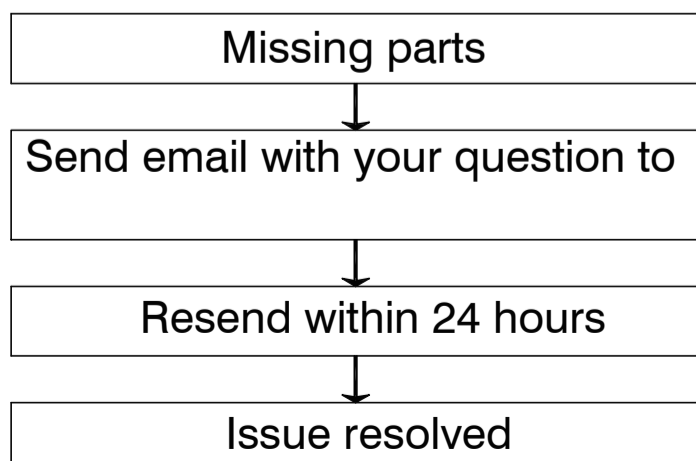 Missing parts
Send email with your question to
Resend within 24 hours
Issue resolved